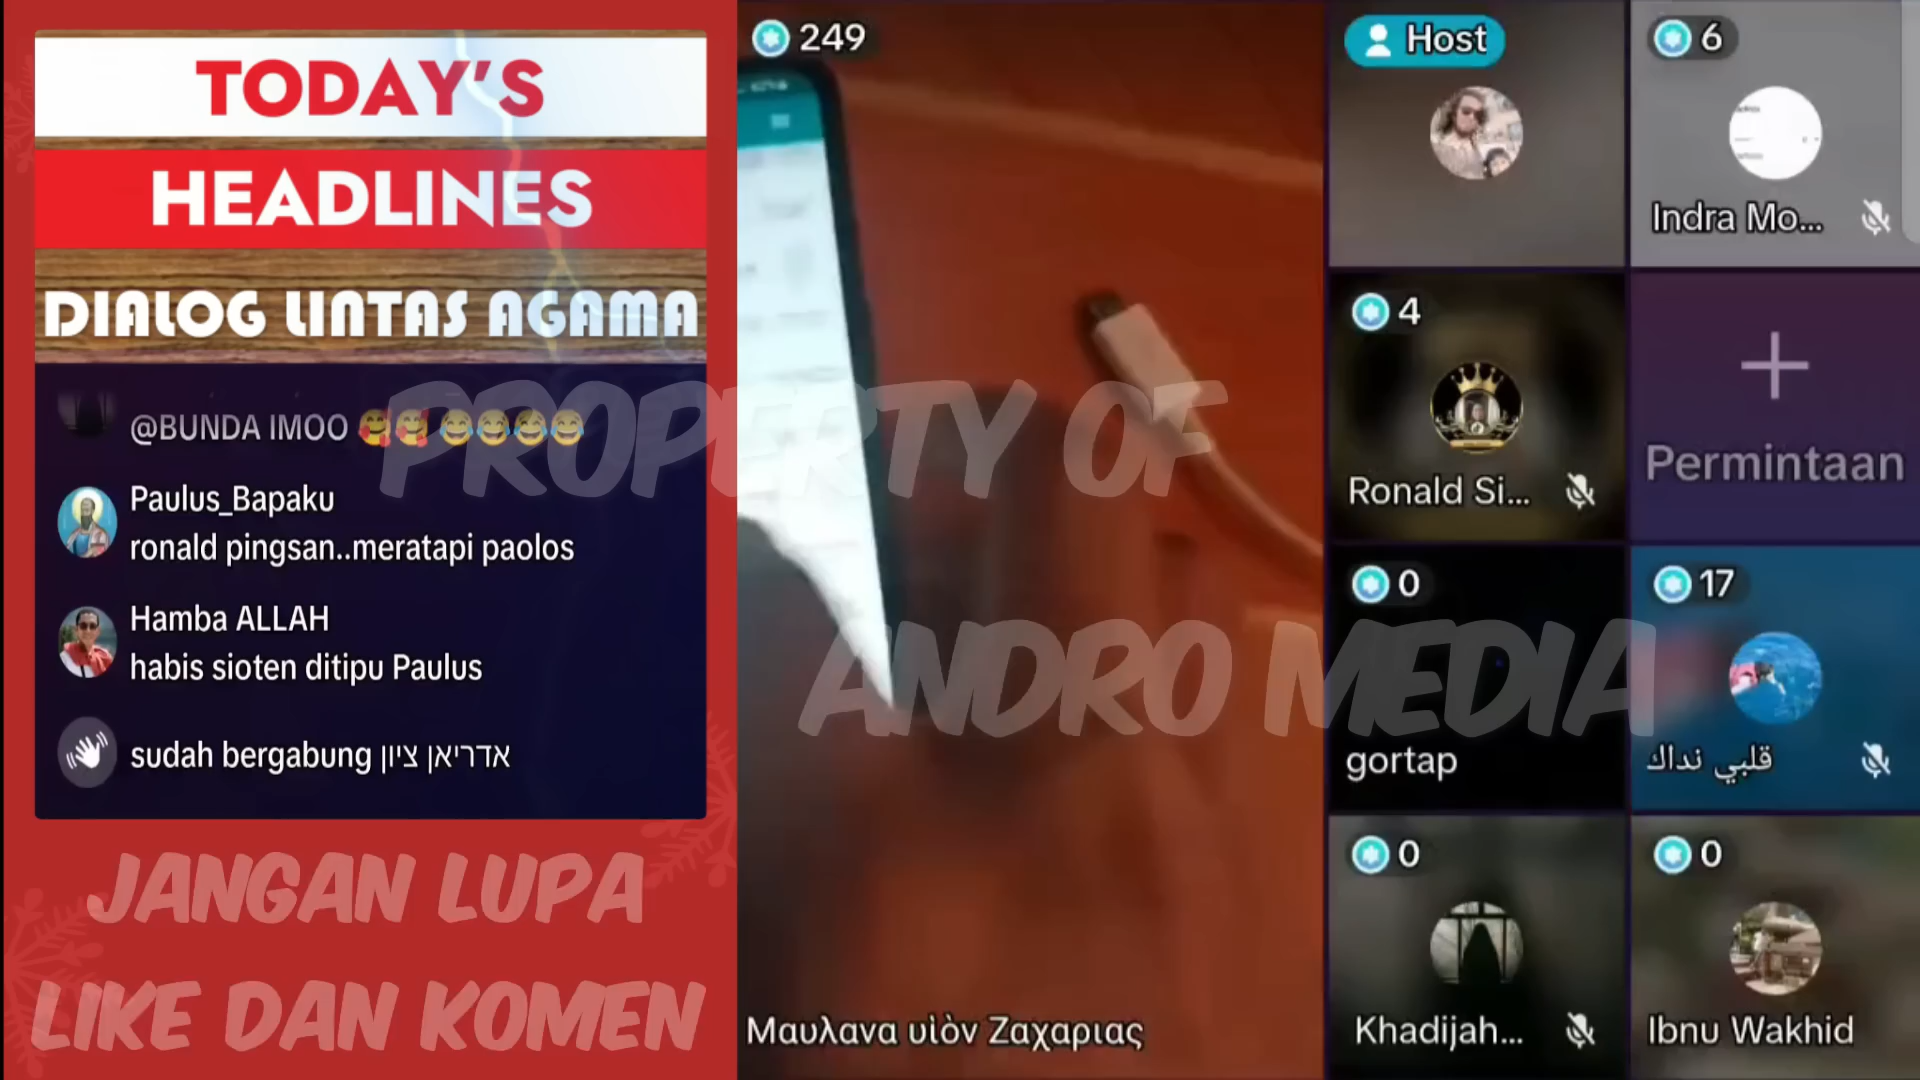 TODAY'S
HEADLINES
DIALOG LINTAS AGAMA
@BUNDA IMOO 🥰🥰😂😂😂😂
Paulus_Bapaku
ronald pingsan..meratapi paolos
Hamba ALLAH
habis sioten ditipu Paulus
sudah bergabung אדריאן ציון|
JANGAN LUPA
LIKE DAN KOMEN
PROPERTY OF
ANDRO MEDIA
249
Μαυλανα υἱὸν Ζαχαριας
Host
6
Indra Mo...
4
Ronald Si...
Permintaan
0
gortap
17
قلبي نداك
0
Khadijah...
0
Ibnu Wakhid